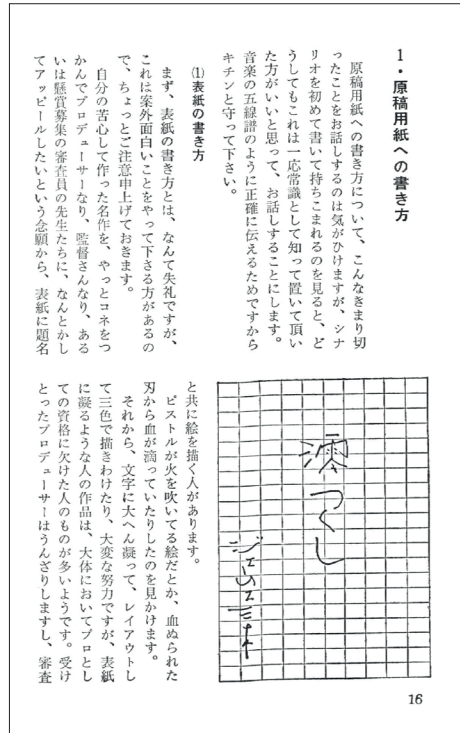 1・原稿用紙への書き方
原稿用紙への書き方について、こんなきまり切
ったことをお話しするのは気がひけますが、シナ
リオを初めて書いて持ちこまれるのを見ると、ど
うしてもこれは一応常識として知って置いて頂い
た方がいいと思って、お話しすることにします。
音楽の五線譜のように正確に伝えるためですから
キチンと守って下さい。
(1)表紙の書き方
まず、表紙の書き方とは、なんて失礼ですが、
これは案外面白いことをやって下さる方があるの
で、ちょっとご注意申上げておきます。
自分の苦心して作った名作を、やっとコネをつ
かんでプロデューサーなり、監督さんなり、ある
いは懸賞募集の審査員の先生たちに、なんとかし
てアッピールしたいという念願から、表紙に題名
つくし
と共に絵を描く人があります。
ピストルが火を吹いてる絵だとか、血ぬられた
刃から血が滴っていたりしたのを見かけます。
それから、文字に大へん凝って、レイアウトし
て三色で描きわけたり、大変な努力ですが、表紙
に凝るような人の作品は、大体においてプロとし
ての資格に欠けた人のものが多いようです。受け
とったプロデューサーはうんざりしますし、審査
16